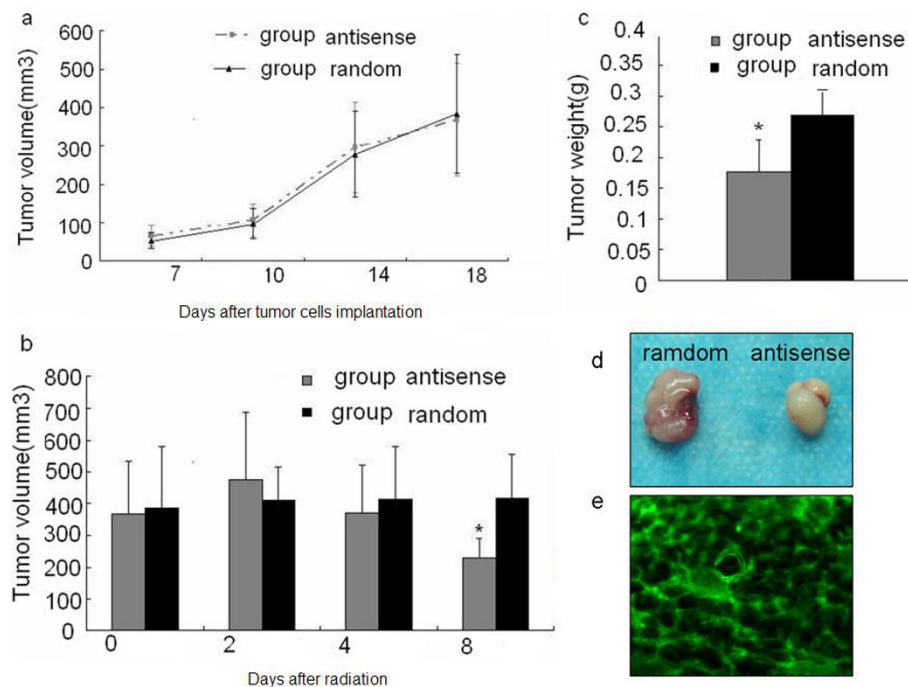 a
Tumor volume(mm3)
600
500
400
300
200
100
0
group antisense
group random
7 10 14 18
Days after tumor cells implantation
b
Tumor volume(mm3)
800
700
600
500
400
300
200
100
0
group antisense
group random
*
0 2 4 8
Days after radiation
c
Tumor weight(g)
0.4
0.35
0.3
0.25
0.2
0.15
0.1
0.05
0
group antisense
group random
*
d
ramdom antisense
e